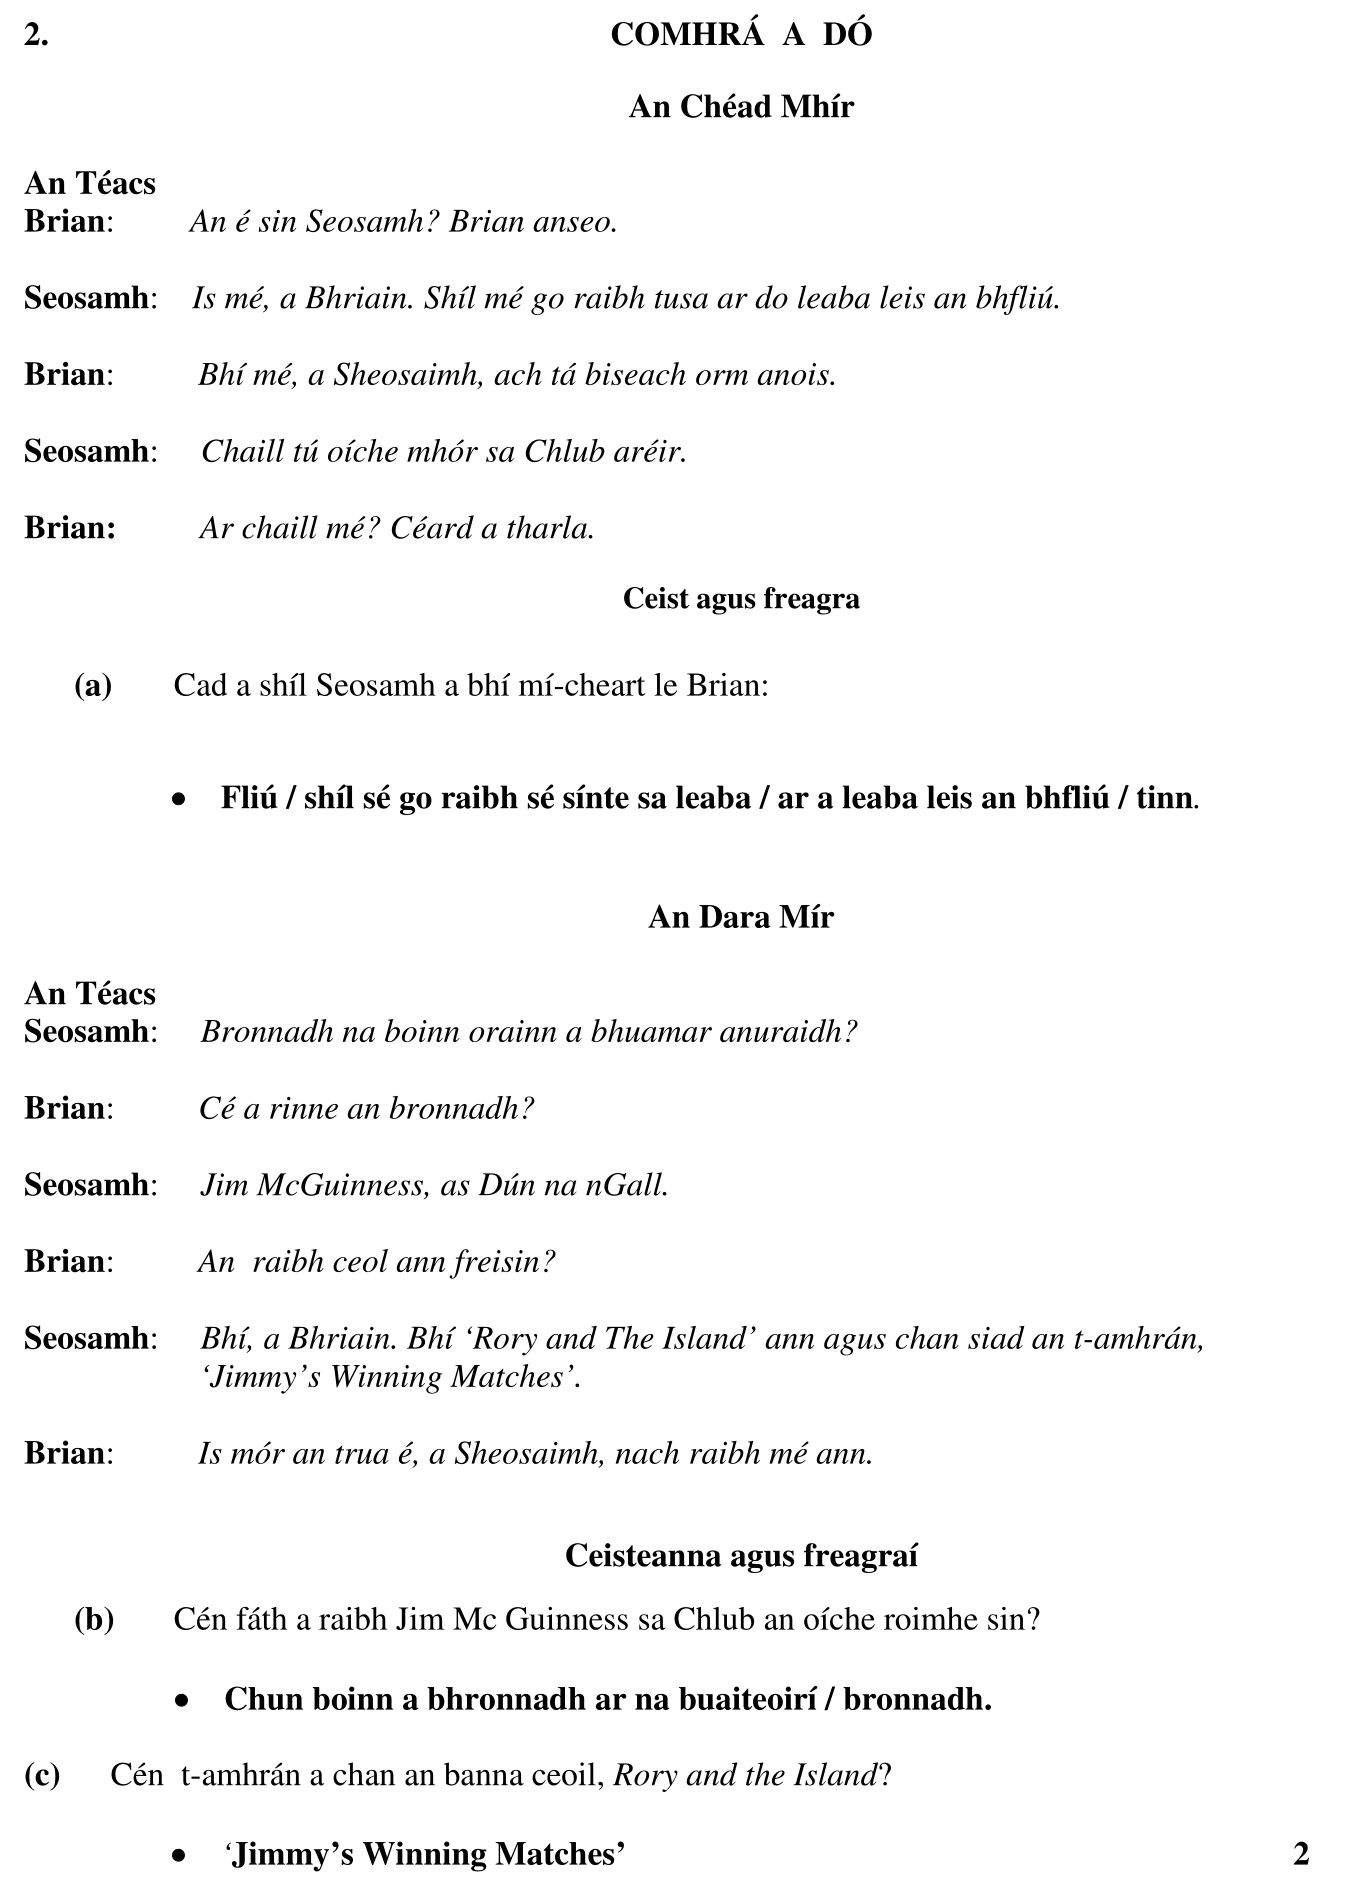 2. COMHRÁ A DÓ
An Chéad Mhír
An Téacs
Brian: An é sin Seosamh? Brian anseo.
Seosamh: Is mé, a Bhriain. Shíl mé go raibh tusa ar do leaba leis an bhfliú.
Brian: Bhí mé, a Sheosaimh, ach tá biseach orm anois.
Seosamh: Chaill tú oíche mhór sa Chlub aréir.
Brian: Ar chaill mé? Céard a tharla.
Ceist agus freagra
(a) Cad a shíl Seosamh a bhí mí-cheart le Brian:
• Fliú / shíl sé go raibh sé sínte sa leaba / ar a leaba leis an bhfliú / tinn.
An Dara Mír
An Téacs
Seosamh: Bronnadh na boinn orainn a bhuamar anuraidh?
Brian: Cé a rinne an bronnadh?
Seosamh: Jim McGuinness, as Dún na nGall.
Brian: An raibh ceol ann freisin?
Seosamh: Bhí, a Bhriain. Bhí ‘Rory and The Island’ ann agus chan siad an t-amhrán,
‘Jimmy’s Winning Matches’.
Brian: Is mór an trua é, a Sheosaimh, nach raibh mé ann.
Ceisteanna agus freagraí
(b) Cén fáth a raibh Jim Mc Guinness sa Chlub an oíche roimhe sin?
• Chun boinn a bhronnadh ar na buaiteoirí / bronnadh.
(c) Cén t-amhrán a chan an banna ceoil, Rory and the Island?
• ‘Jimmy’s Winning Matches’ 2